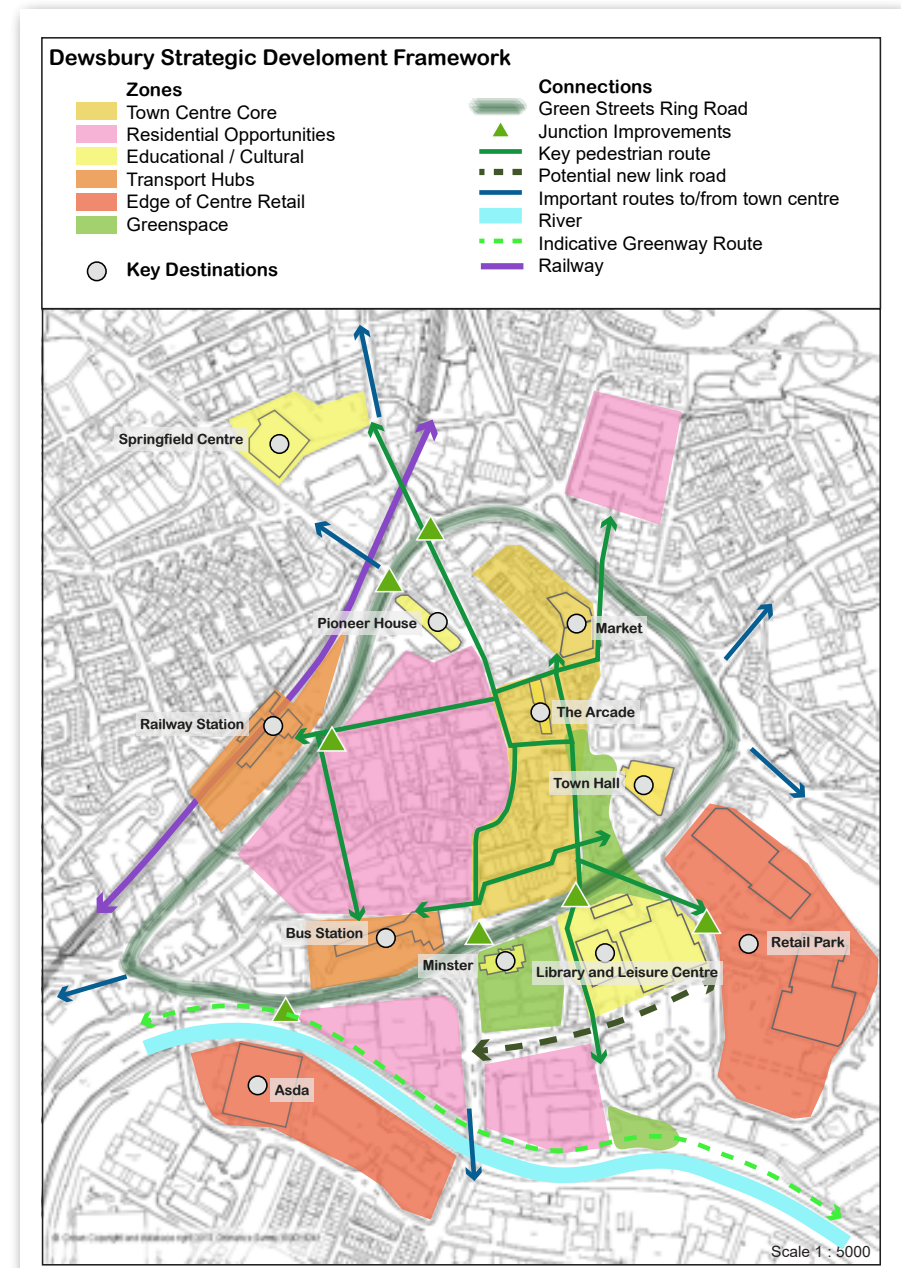 Dewsbury Strategic Develoment Framework
Zones
Town Centre Core
Residential Opportunities
Educational / Cultural
Transport Hubs
Edge of Centre Retail
Greenspace
Key Destinations
Connections
Green Streets Ring Road
Junction Improvements
Key pedestrian route
Potential new link road
Important routes to/from town centre
River
Indicative Greenway Route
Railway
Springfield Centre
Pioneer House
Market
Railway Station
The Arcade
Town Hall
Bus Station
Minster
Library and Leisure Centre
Retail Park
Asda
Scale 1 : 5000